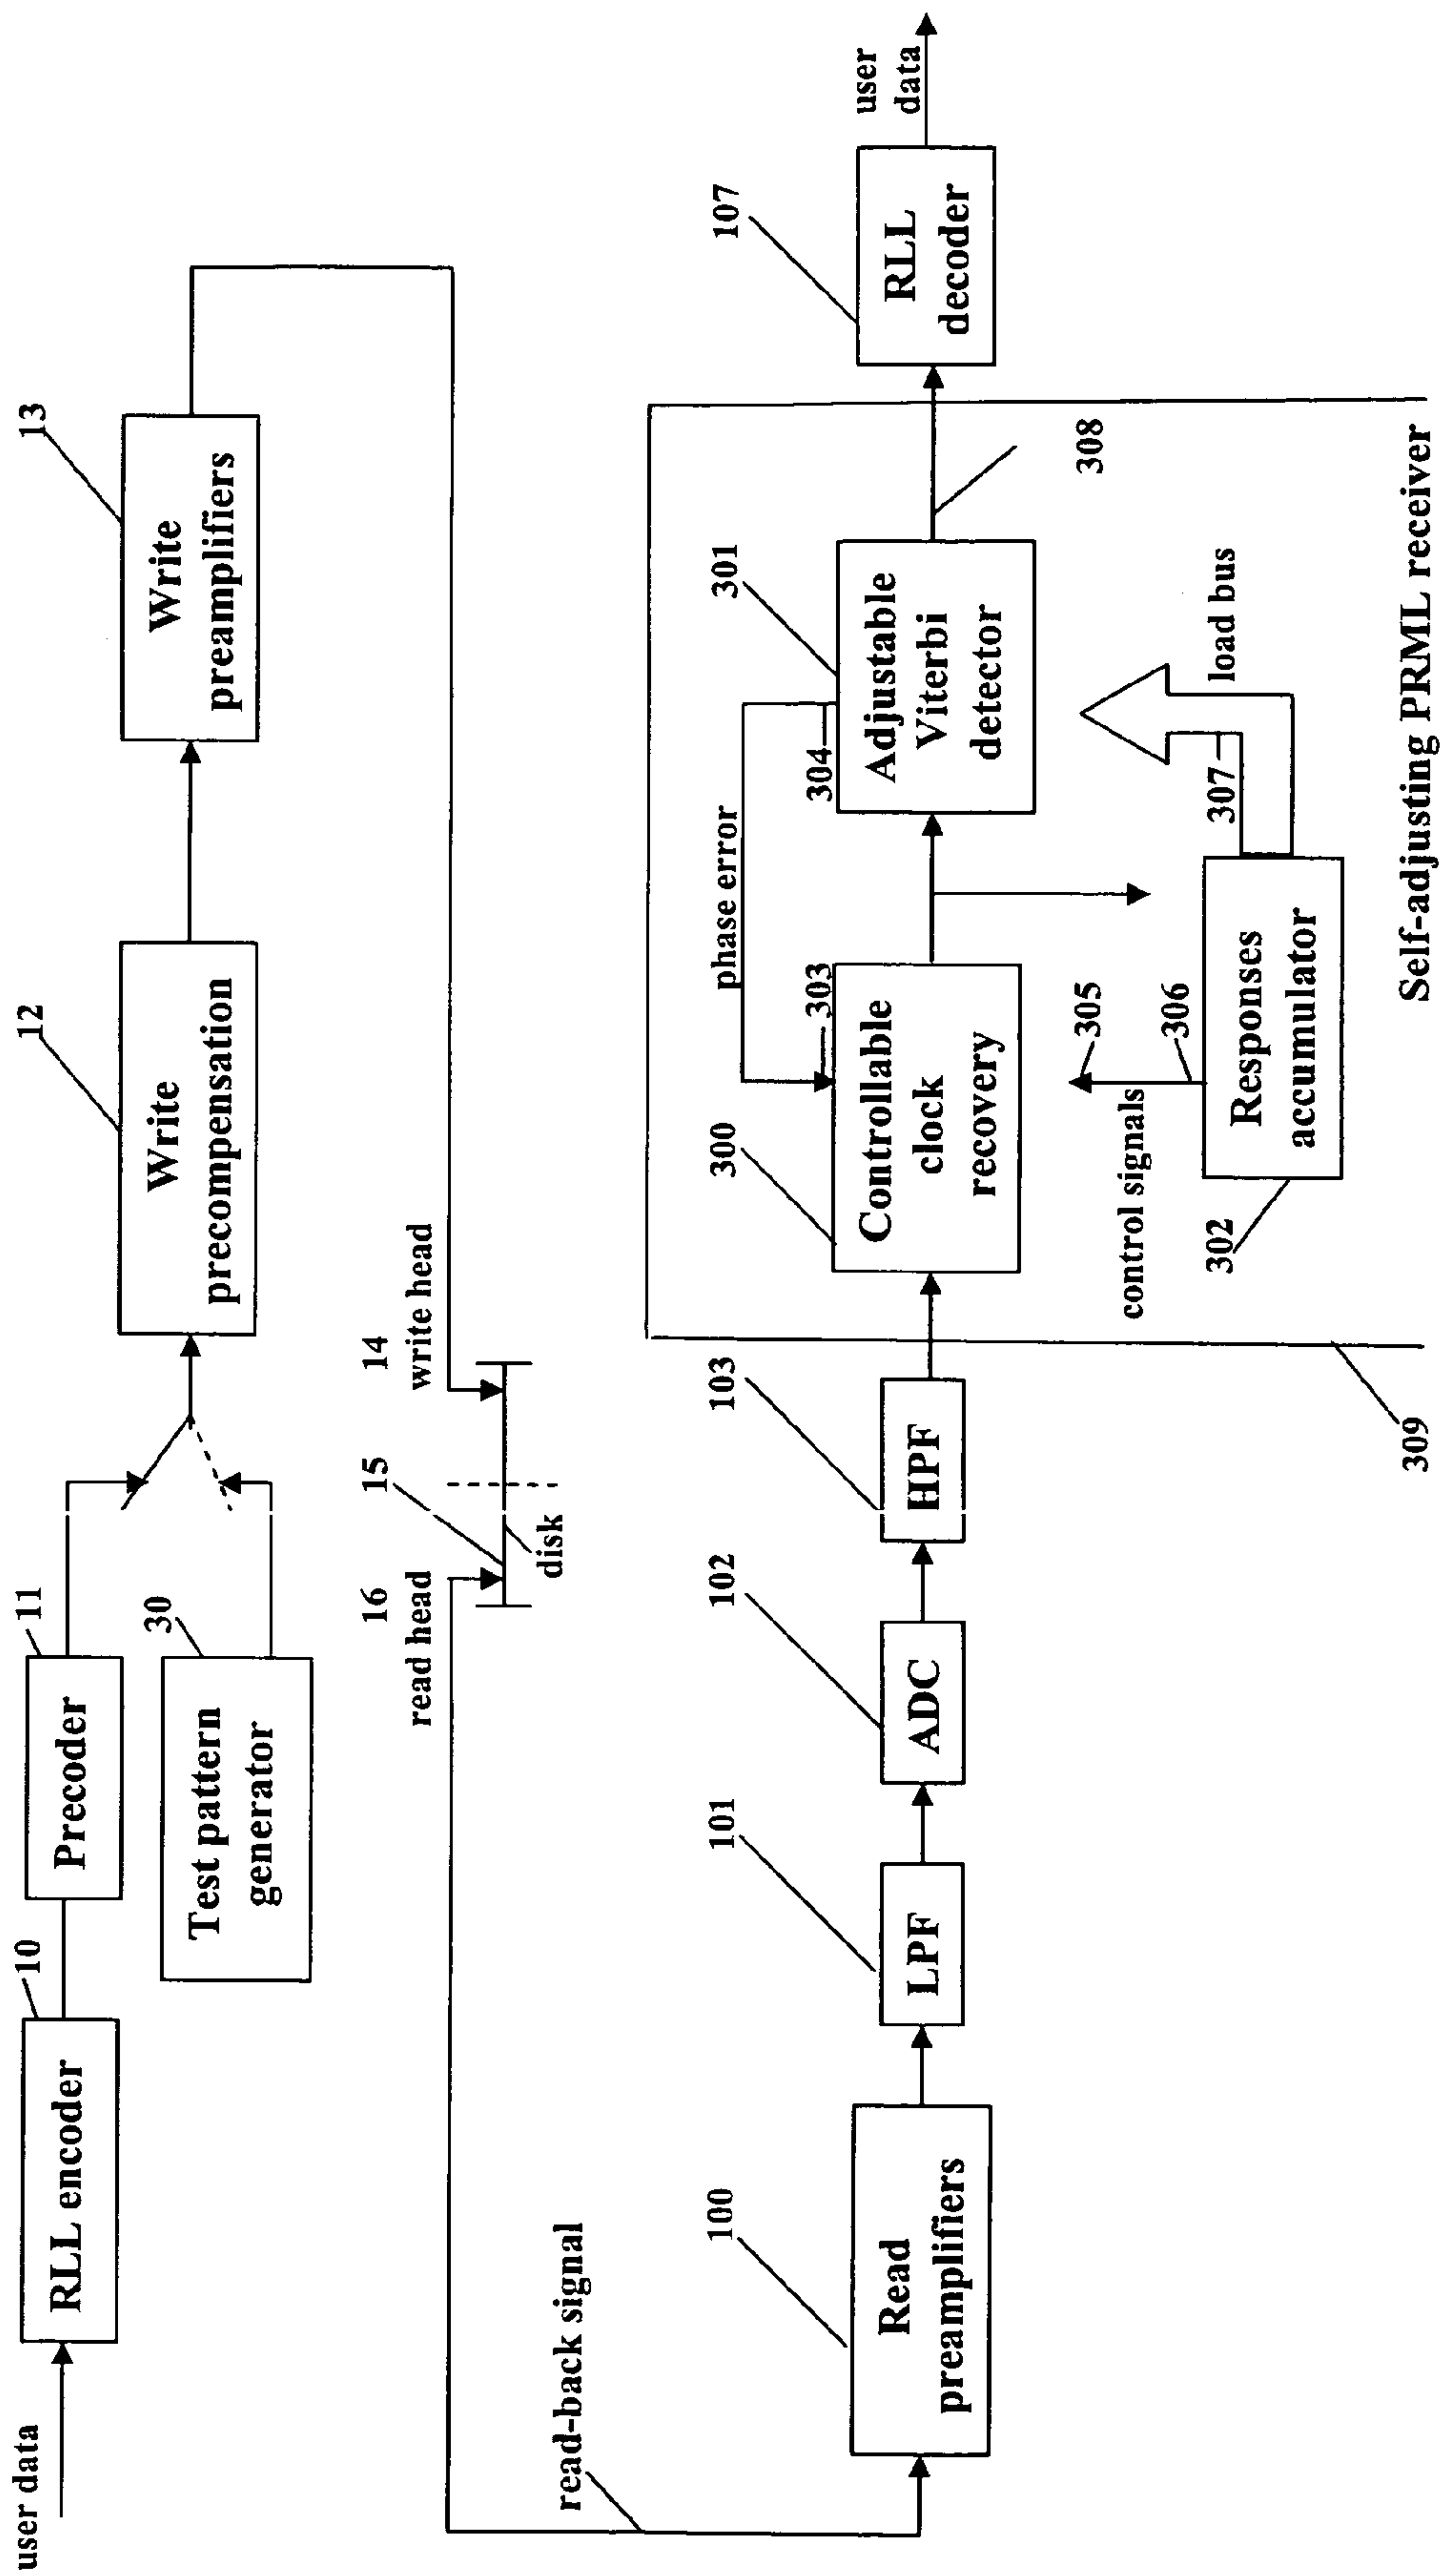 user data
10
RLL encoder
11
Precoder
30
Test pattern
generator
12
Write
precompensation
13
Write
preamplifiers
16
read head
15
disk
14
write head
read-back signal
100
Read
preamplifiers
101
LPF
102
ADC
103
HPF
300
Controllable
clock
recovery
303
phase error
304
301
Adjustable
Viterbi
detector
308
107
RLL
decoder
user
data
control signals
305
306
302
Responses
accumulator
307
load bus
309
Self-adjusting PRML receiver